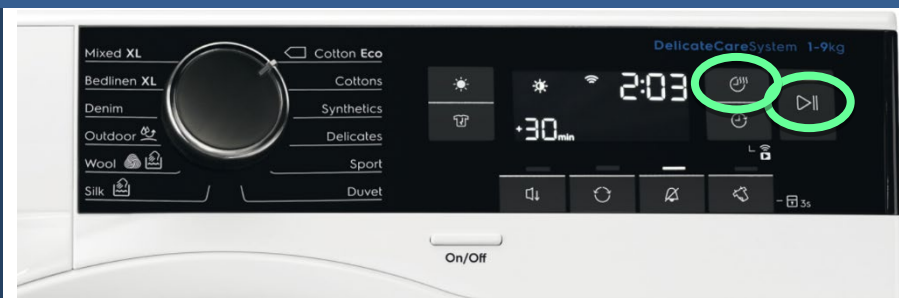 DelicateCareSystem 1-9kg
Mixed XL
Cotton Eco
Bedlinen XL
Cottons
Denim
Synthetics
Outdoor
Delicates
Wool
Sport
Silk
Duvet
2:03
+30min
3s
On/Off